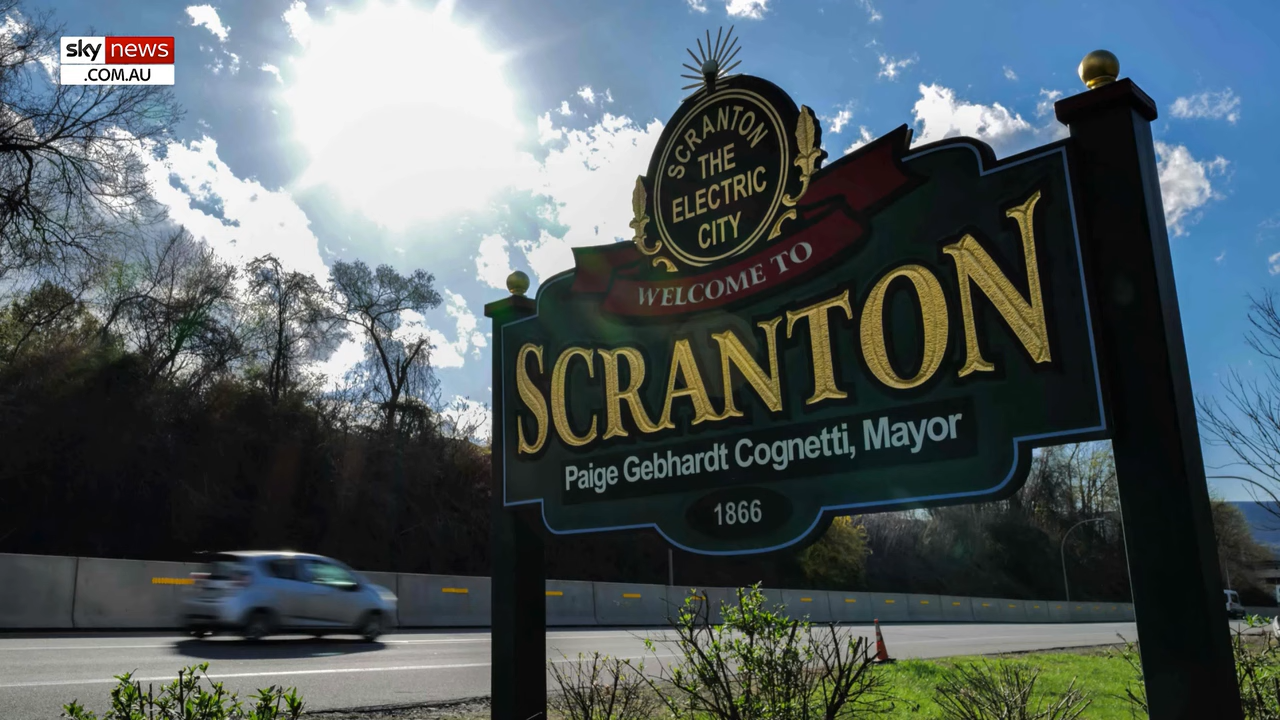 sky news
.COM.AU
SCRANTON
THE
ELECTRIC
CITY
WELCOME TO
SCRANTON
Paige Gebhardt Cognetti, Mayor
1866